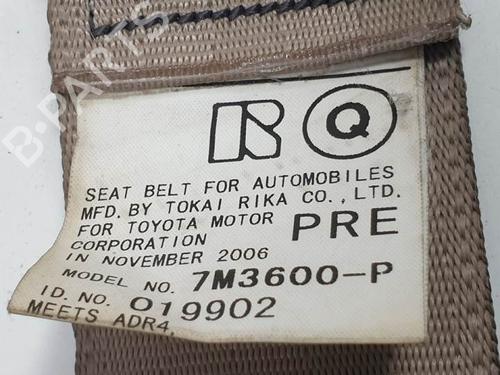 R Q
SEAT BELT FOR AUTOMOBILES
MFD. BY TOKAI RIKA CO., LTD.
FOR TOYOTA MOTOR
CORPORATION PRE
IN NOVEMBER 2006
MODEL NO. 7M3600-P
ID. NO. 019902
MEETS ADR4.
B-PARTS